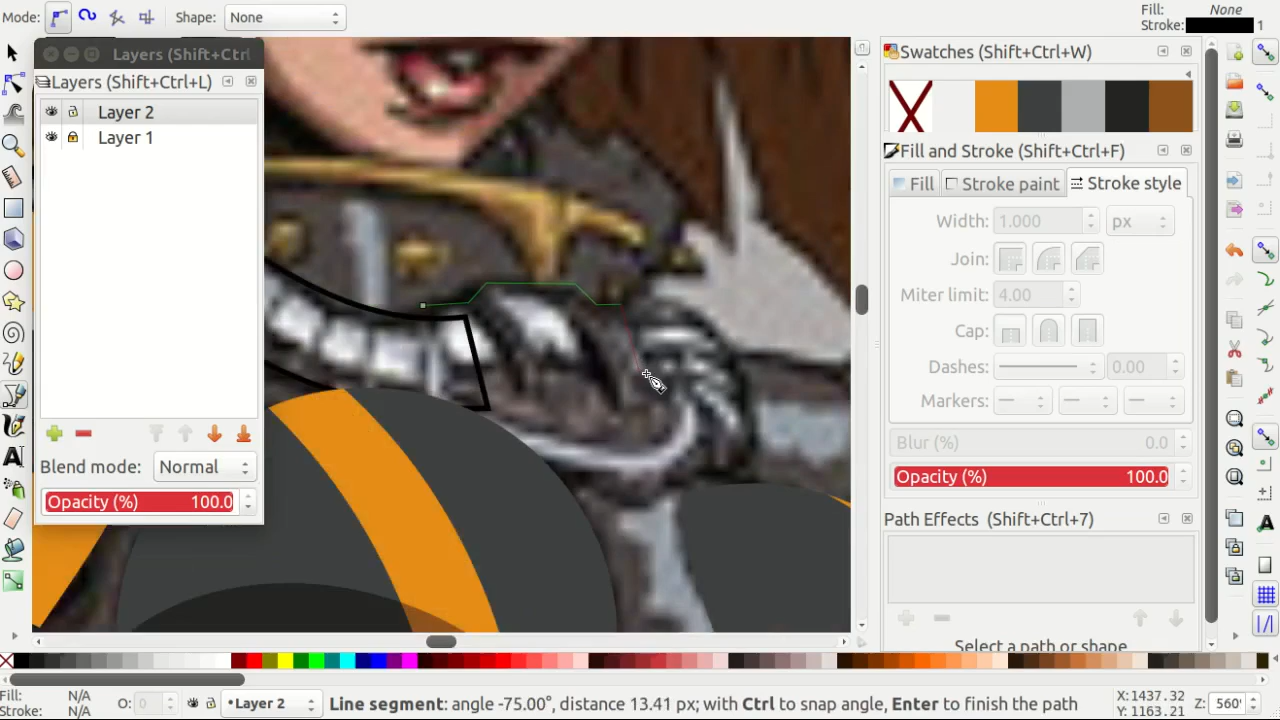 Mode:
Shape: None
Fill: None
Stroke: 1
Layers (Shift+Ctrl
Layers (Shift+Ctrl+L)
Layer 2
Layer 1
Blend mode: Normal
Opacity (%) 100.0
Swatches (Shift+Ctrl+W)
Fill and Stroke (Shift+Ctrl+F)
Fill
Stroke paint
Stroke style
Width: 1.000 px
Join:
Miter limit: 4.00
Cap:
Dashes: 0.00
Markers:
Blur (%) 0.0
Opacity (%) 100.0
Path Effects (Shift+Ctrl+7)
Select a path or shape
Fill: N/A
Stroke: N/A
O: 0
•Layer 2
Line segment: angle -75.00°, distance 13.41 px; with Ctrl to snap angle, Enter to finish the path
X:1437.32
Y:1163.21
Z: 560